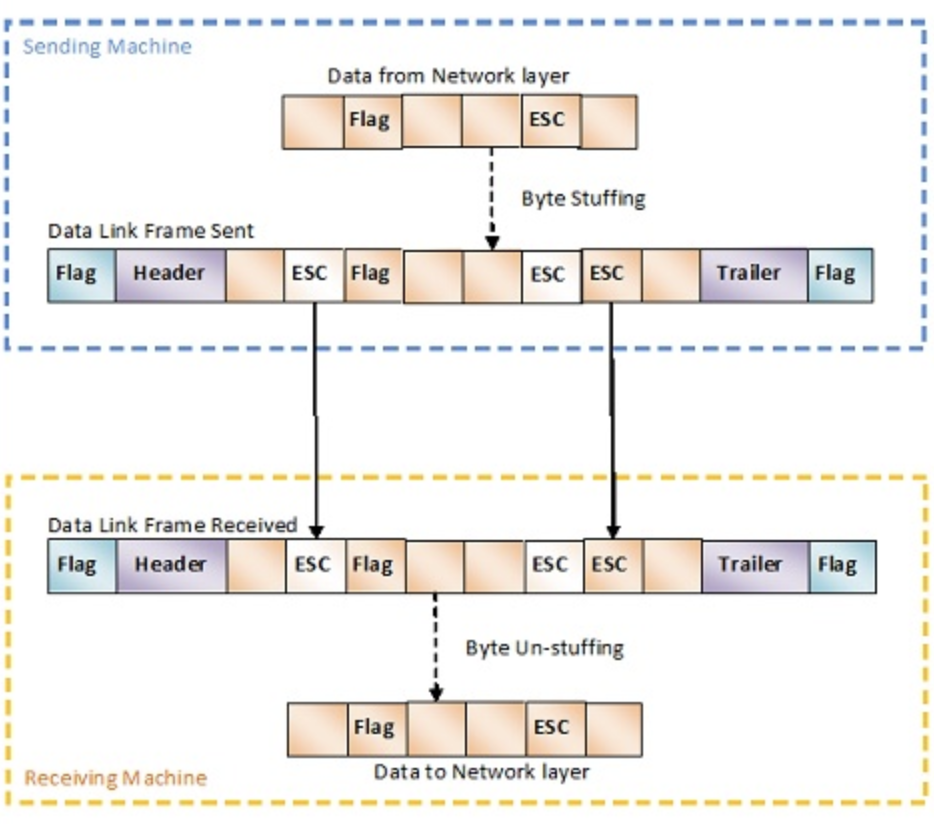 Sending Machine
Data from Network layer
Flag ESC
Byte Stuffing
Data Link Frame Sent
Flag Header ESC Flag ESC ESC Trailer Flag
Data Link Frame Received
Flag Header ESC Flag ESC ESC Trailer Flag
Byte Un-stuffing
Flag ESC
Data to Network layer
Receiving Machine